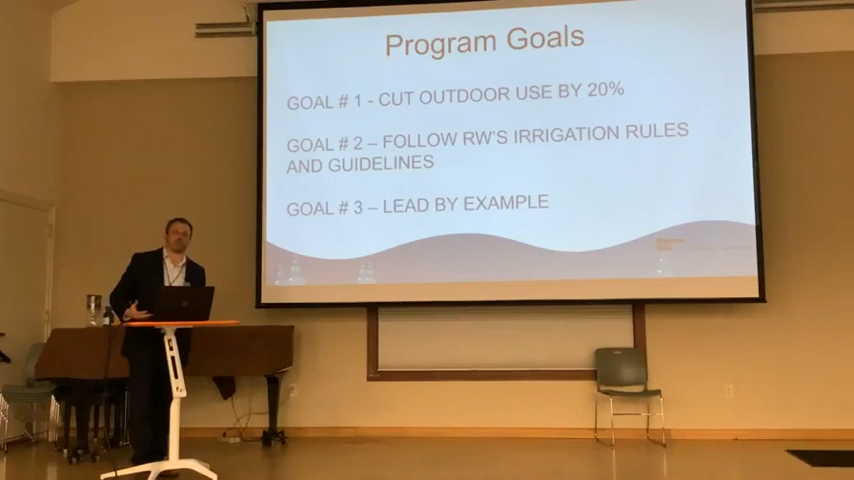 Program Goals
GOAL # 1 - CUT OUTDOOR USE BY 20%
GOAL # 2 – FOLLOW RW'S IRRIGATION RULES
AND GUIDELINES
GOAL # 3 – LEAD BY EXAMPLE